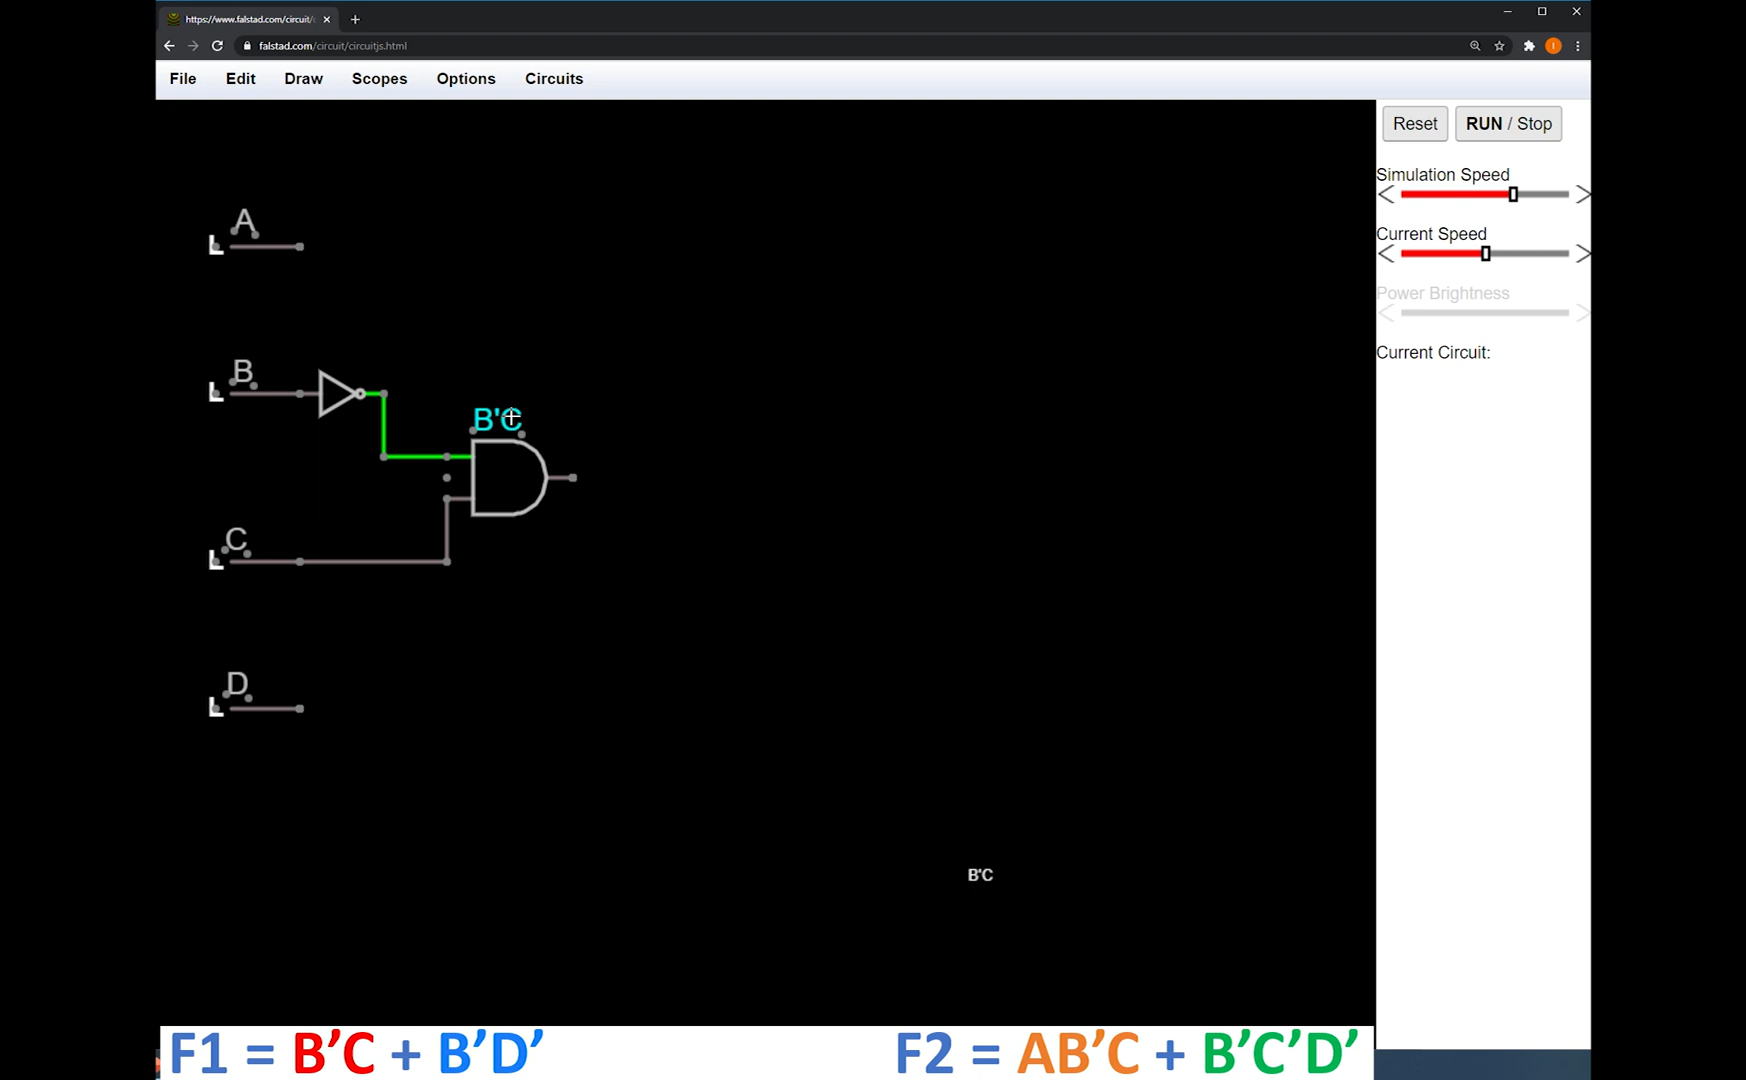 https://www.falstad.com/circuit/c
falstad.com/circuit/circuitjs.html
File Edit Draw Scopes Options Circuits
Reset RUN / Stop
Simulation Speed
Current Speed
Power Brightness
Current Circuit:
A
L
B
L
B'C
C
L
D
L
B'C
F1 = B’C + B’D’
F2 = AB’C + B’C’D’